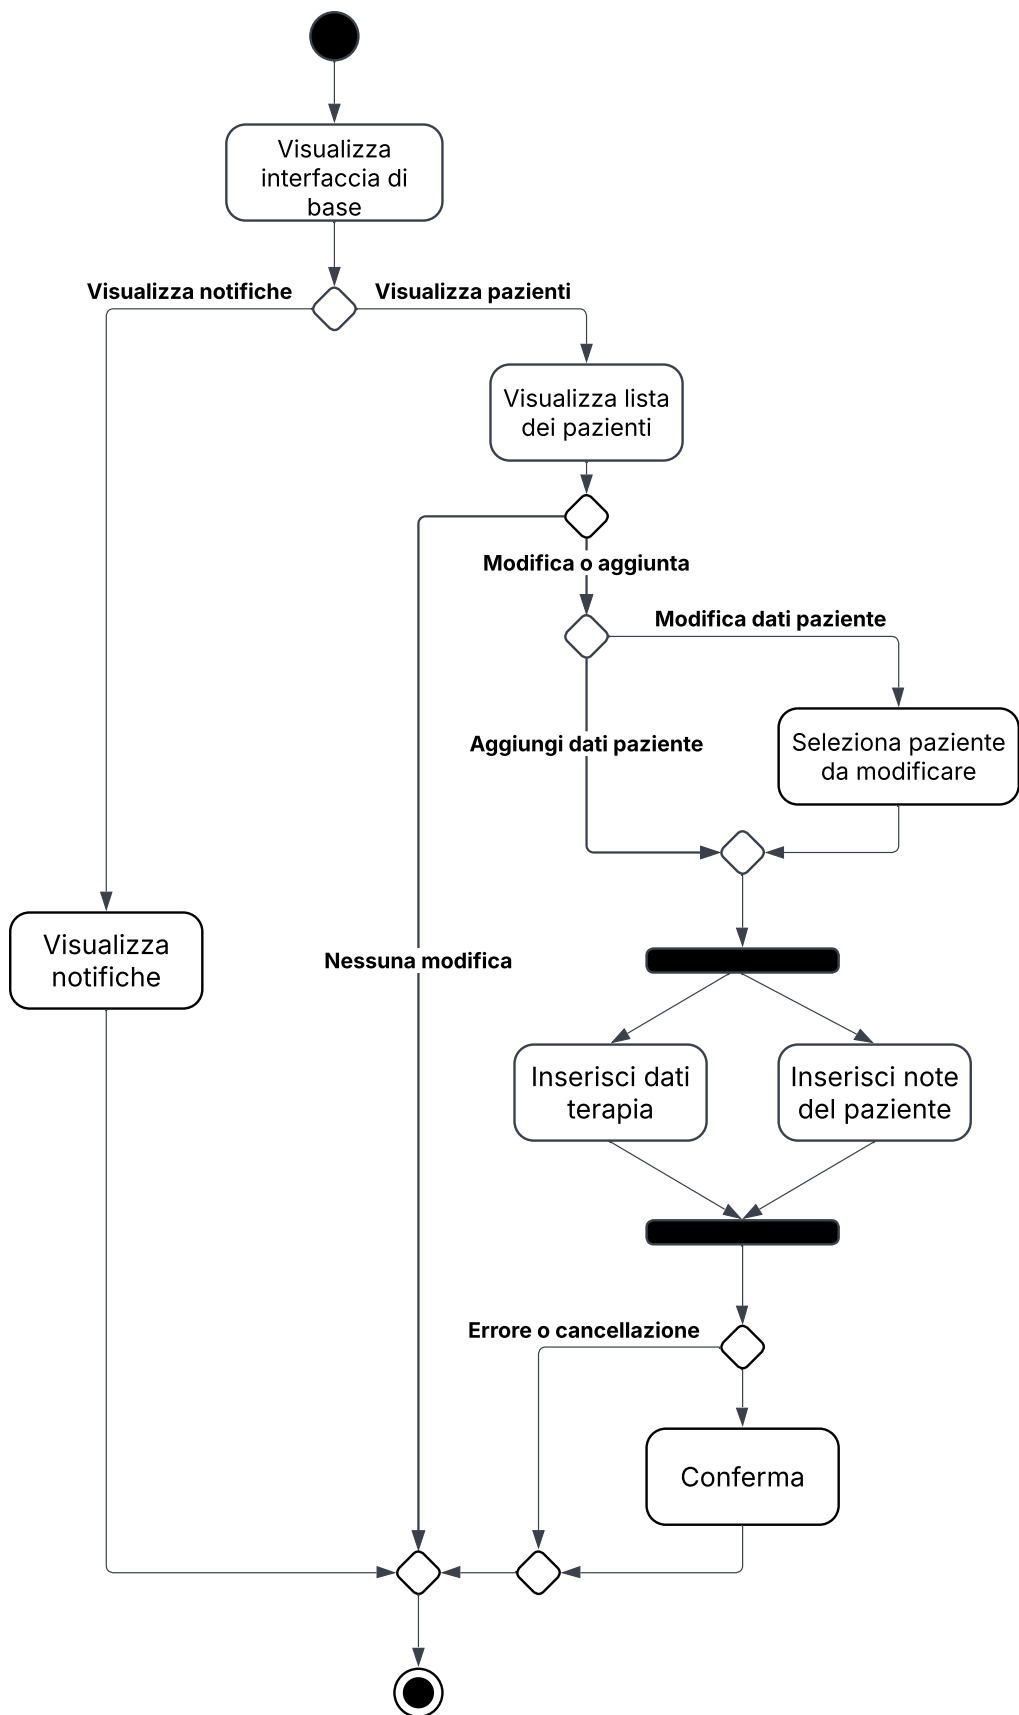 Visualizza
interfaccia di
base
Visualizza notifiche
Visualizza pazienti
Visualizza lista
dei pazienti
Modifica o aggiunta
Modifica dati paziente
Aggiungi dati paziente
Seleziona paziente
da modificare
Visualizza
notifiche
Nessuna modifica
Inserisci dati
terapia
Inserisci note
del paziente
Errore o cancellazione
Conferma